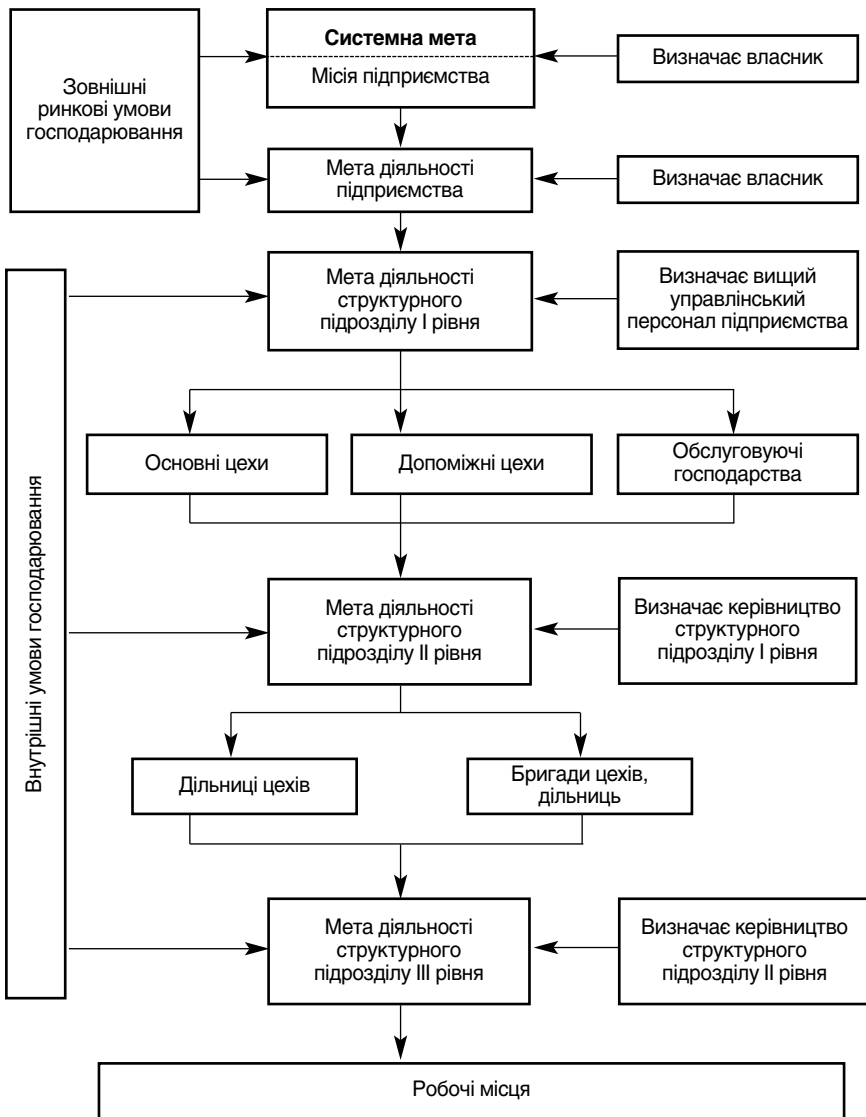 Системна мета
Місія підприємства
Визначає власник
Зовнішні
ринкові умови
господарювання
Мета діяльності
підприємства
Визначає власник
Мета діяльності
структурного
підрозділу I рівня
Визначає вищий
управлінський
персонал підприємства
Внутрішні умови господарювання
Основні цехи
Допоміжні цехи
Обслуговуючі
господарства
Мета діяльності
структурного
підрозділу II рівня
Визначає керівництво
структурного
підрозділу I рівня
Дільниці цехів
Бригади цехів,
дільниць
Мета діяльності
структурного
підрозділу III рівня
Визначає керівництво
структурного
підрозділу II рівня
Робочі місця